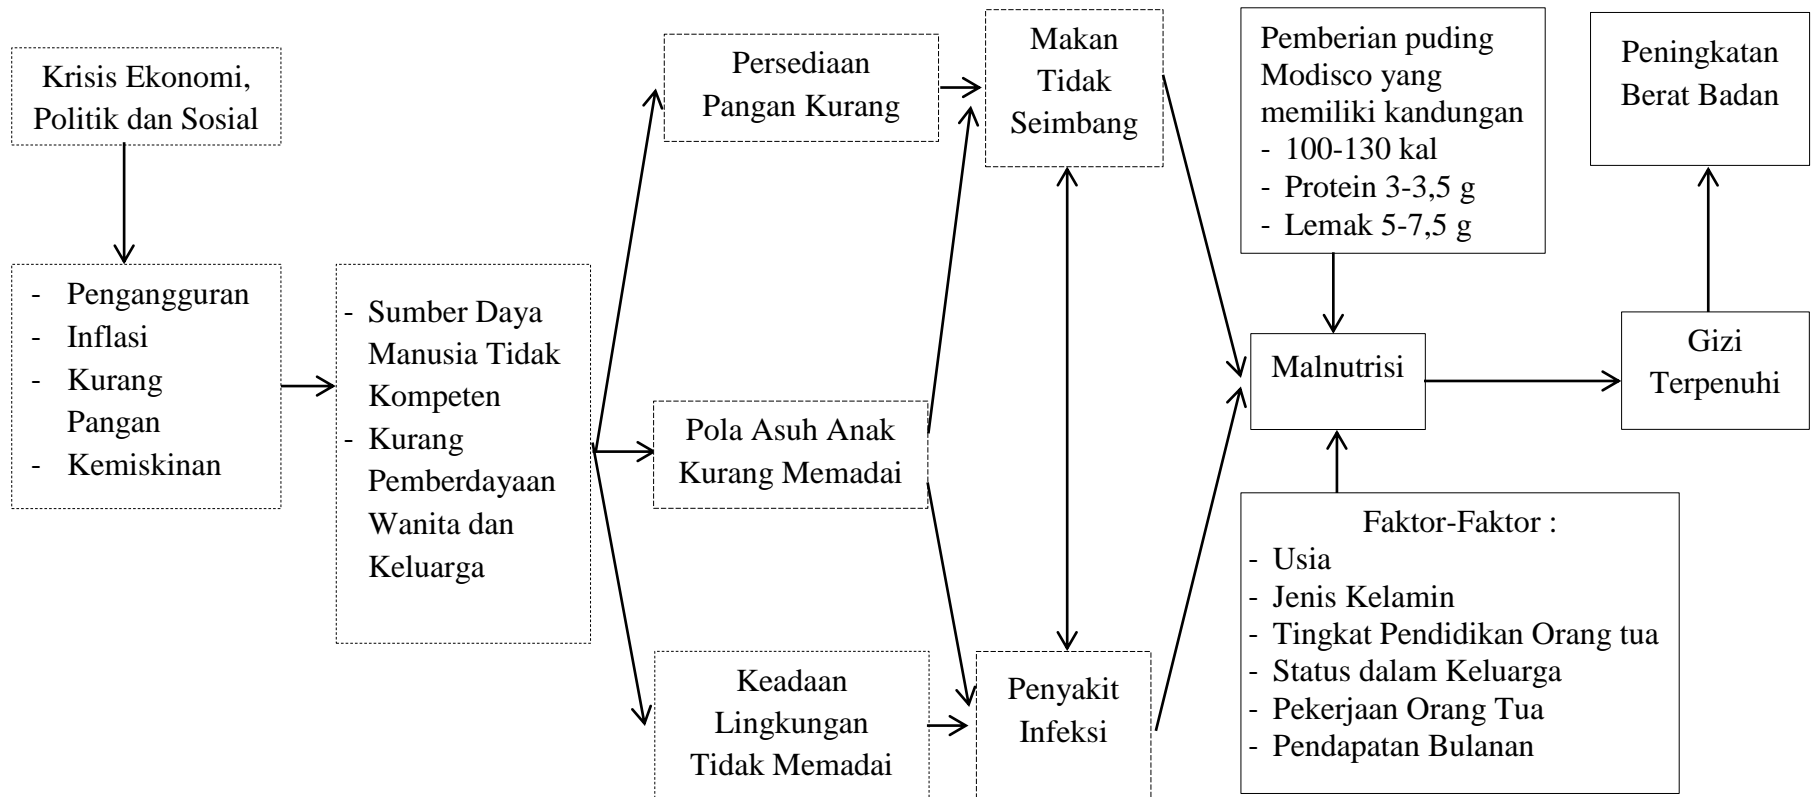 Krisis Ekonomi,
Politik dan Sosial
- Pengangguran
- Inflasi
- Kurang
Pangan
- Kemiskinan
- Sumber Daya
Manusia Tidak
Kompeten
- Kurang
Pemberdayaan
Wanita dan
Keluarga
Persediaan
Pangan Kurang
Pola Asuh Anak
Kurang Memadai
Keadaan
Lingkungan
Tidak Memadai
Makan
Tidak
Seimbang
Penyakit
Infeksi
Pemberian puding
Modisco yang
memiliki kandungan
- 100-130 kal
- Protein 3-3,5 g
- Lemak 5-7,5 g
Malnutrisi
Faktor-Faktor :
- Usia
- Jenis Kelamin
- Tingkat Pendidikan Orang tua
- Status dalam Keluarga
- Pekerjaan Orang Tua
- Pendapatan Bulanan
Peningkatan
Berat Badan
Gizi
Terpenuhi